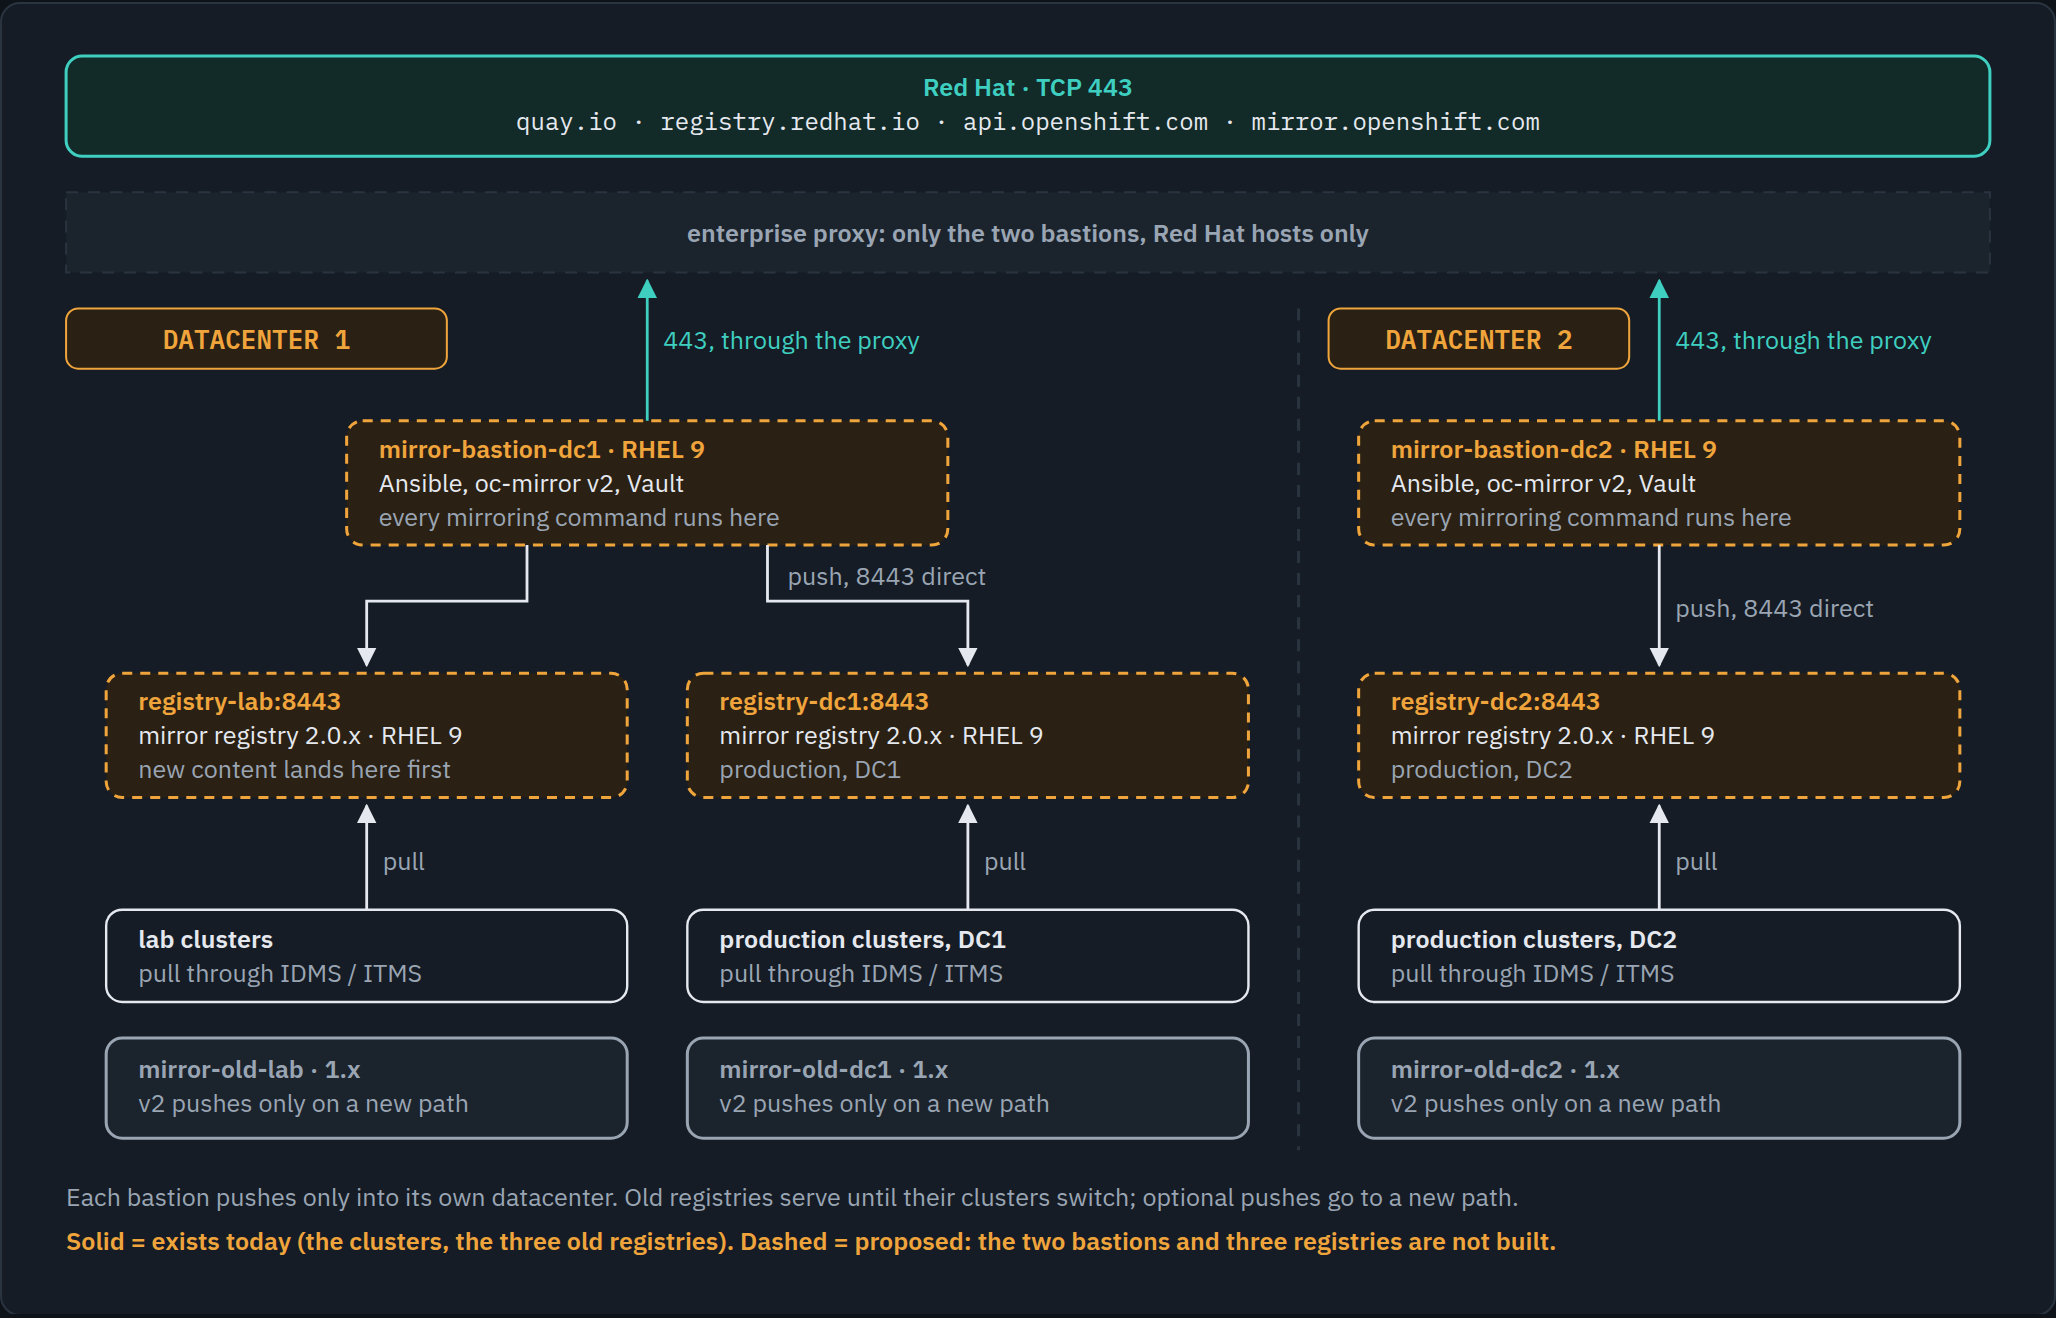 Red Hat · TCP 443
quay.io · registry.redhat.io · api.openshift.com · mirror.openshift.com
enterprise proxy: only the two bastions, Red Hat hosts only
DATACENTER 1
443, through the proxy
DATACENTER 2
443, through the proxy
mirror-bastion-dc1 · RHEL 9
Ansible, oc-mirror v2, Vault
every mirroring command runs here
mirror-bastion-dc2 · RHEL 9
Ansible, oc-mirror v2, Vault
every mirroring command runs here
push, 8443 direct
push, 8443 direct
registry-lab:8443
mirror registry 2.0.x · RHEL 9
new content lands here first
registry-dc1:8443
mirror registry 2.0.x · RHEL 9
production, DC1
registry-dc2:8443
mirror registry 2.0.x · RHEL 9
production, DC2
pull
pull
pull
lab clusters
pull through IDMS / ITMS
production clusters, DC1
pull through IDMS / ITMS
production clusters, DC2
pull through IDMS / ITMS
mirror-old-lab · 1.x
v2 pushes only on a new path
mirror-old-dc1 · 1.x
v2 pushes only on a new path
mirror-old-dc2 · 1.x
v2 pushes only on a new path
Each bastion pushes only into its own datacenter. Old registries serve until their clusters switch; optional pushes go to a new path.
Solid = exists today (the clusters, the three old registries). Dashed = proposed: the two bastions and three registries are not built.